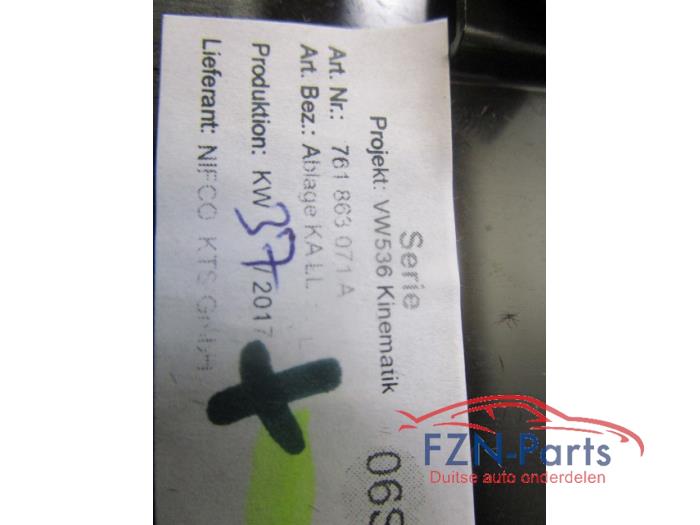 Serie
Projekt: VW536 Kinematik
Art. Nr.: 761 863 071 A
Art. Bez.: Ablage KA LL
Produktion: KW 37/2017
Lieferant: NIFCO KTS GmbH
FZN-Parts
Duitse auto onderdelen